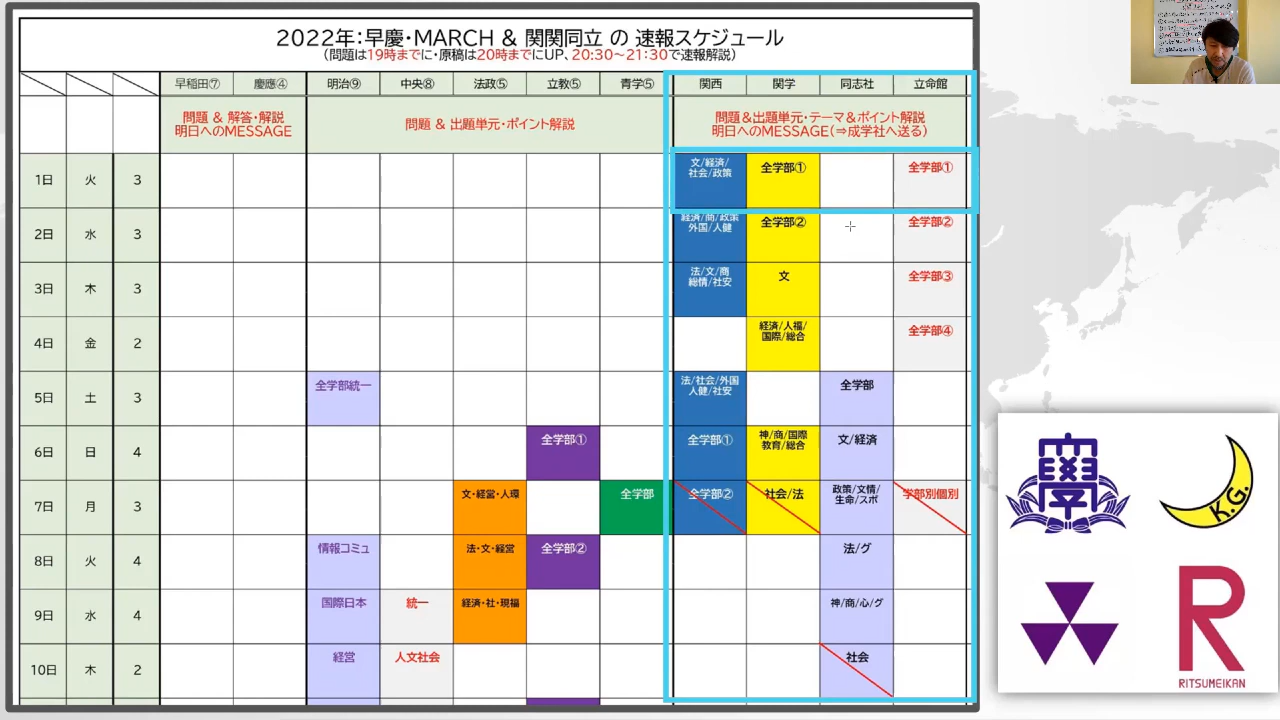 2022年：早慶・MARCH & 関関同立 の 速報スケジュール
（問題は19時までに・原稿は20時までにUP、20:30～21:30で速報解説）
早稲田⑦ 慶應④ 明治⑨ 中央⑧ 法政⑤ 立教⑤ 青学⑤ 関西 関学 同志社 立命館
問題 & 解答・解説
明日へのMESSAGE
問題 & 出題単元・ポイント解説
問題&出題単元・テーマ&ポイント解説
明日へのMESSAGE(⇒成学社へ送る)
1日 火 3
文/経済/
社会/政策
全学部①
全学部①
2日 水 3
経済/商/政策
外国/人健
全学部②
全学部②
3日 木 3
法/文/商
総情/社安
文
全学部③
4日 金 2
経済/人福/
国際/総合
全学部④
5日 土 3
全学部統一
法/社会/外国
人健/社安
全学部
6日 日 4
全学部①
全学部①
神/商/国際
教育/総合
文/経済
7日 月 3
文・経営・人環
全学部
全学部②
社会/法
政策/文情/
生命/スポ
学部別個別
8日 火 4
情報コミュ
法・文・経営
全学部②
法/グ
9日 水 4
国際日本
統一
経済・社・現福
神/商/心/グ
10日 木 2
経営
人文社会
社会
學
K.G.
R
RITSUMEIKAN